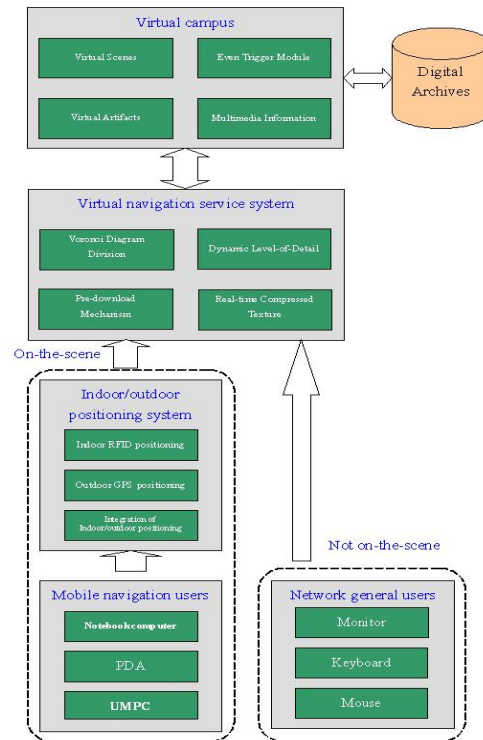 Virtual campus
Virtual Scenes
Even Trigger Module
Virtual Artifacts
Multimedia Information
Digital
Archives
Virtual navigation service system
Voronoi Diagram
Division
Dynamic Level-of-Detail
Pre-download
Mechanism
Real-time Compressed
Texture
On-the-scene
Indoor/outdoor
positioning system
Indoor RFID positioning
Outdoor GPS positioning
Integration of
Indoor/outdoor positioning
Not on-the-scene
Mobile navigation users
Notebook computer
PDA
UMPC
Network general users
Monitor
Keyboard
Mouse